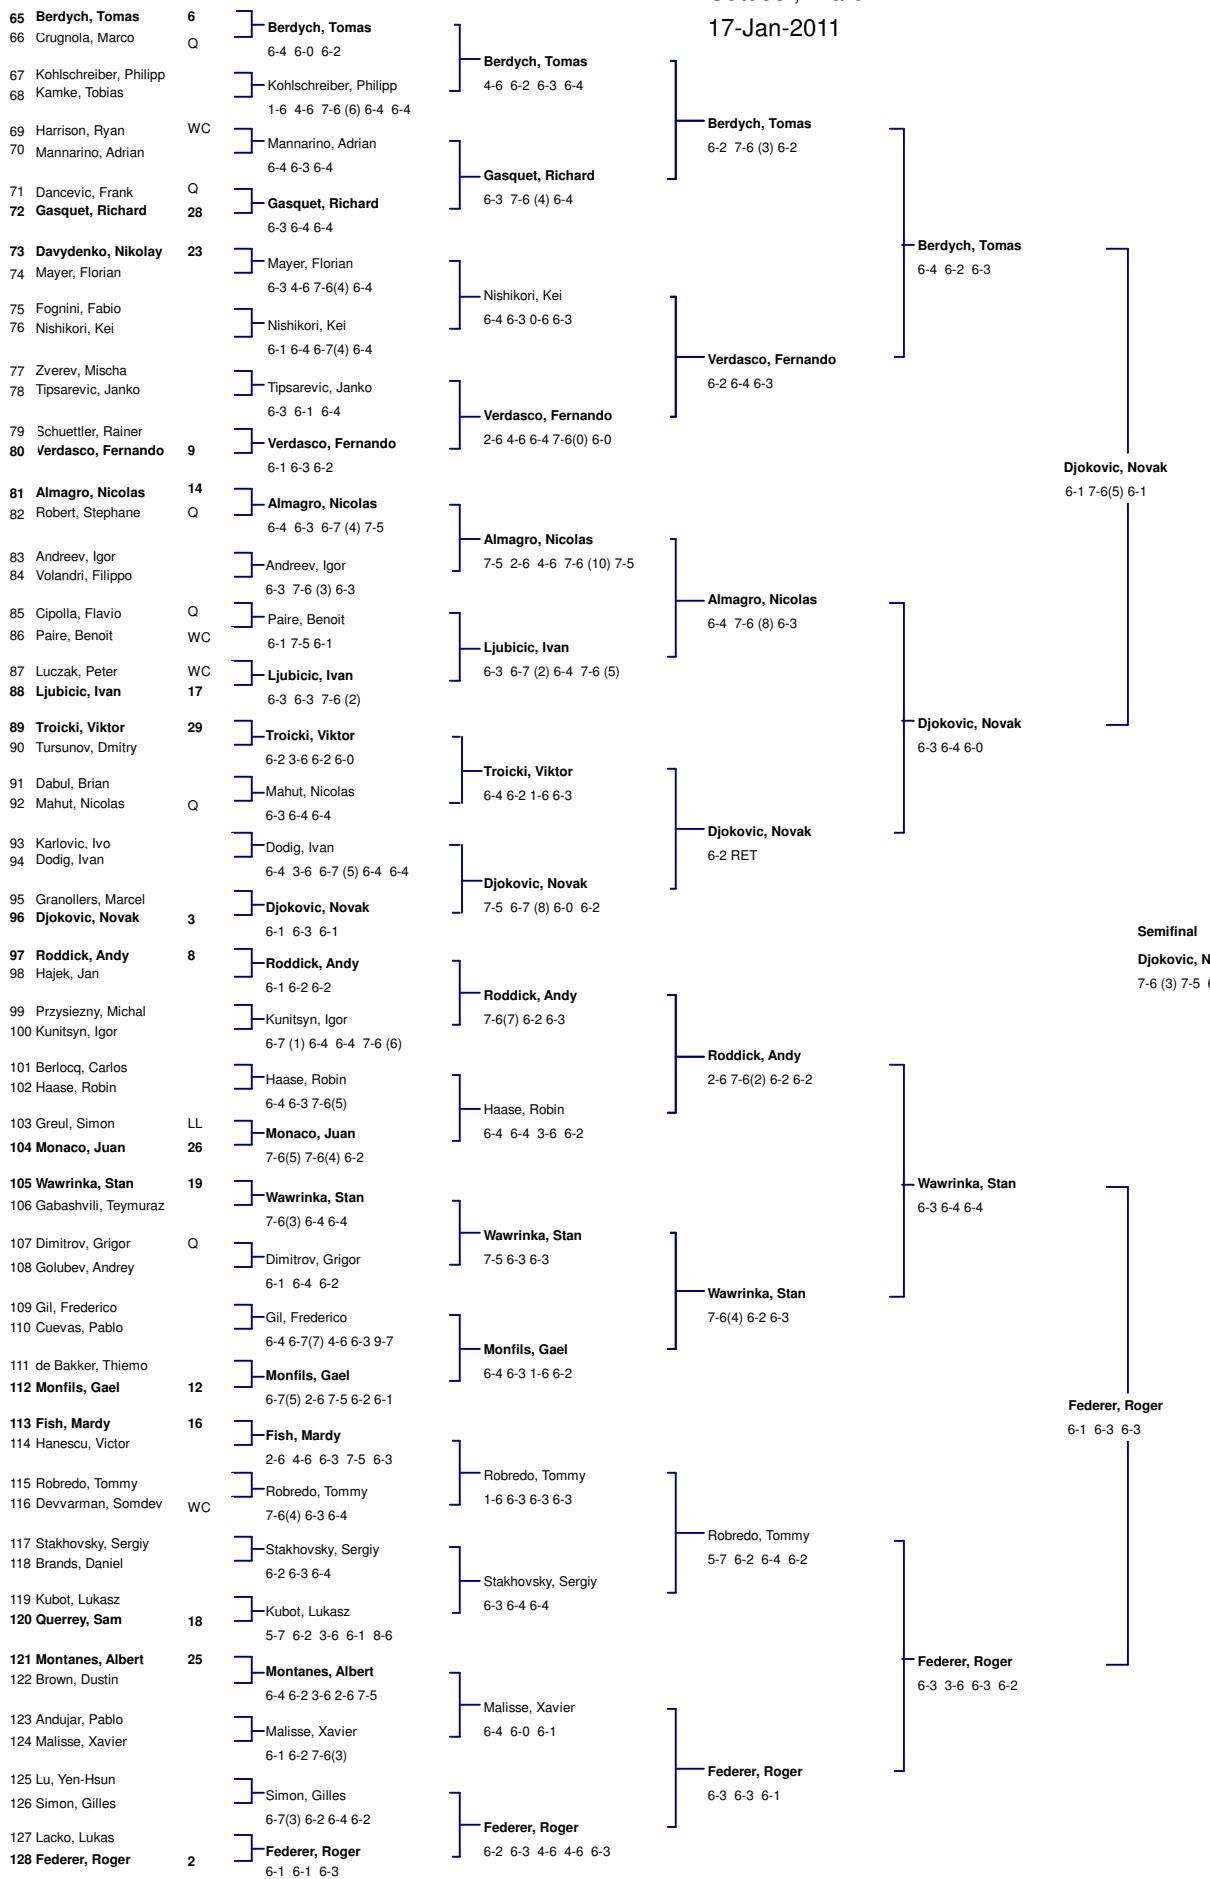 17-Jan-2011
65 Berdych, Tomas 6
66 Crugnola, Marco Q
67 Kohlschreiber, Philipp
68 Kamke, Tobias
69 Harrison, Ryan WC
70 Mannarino, Adrian
71 Dancevic, Frank Q
72 Gasquet, Richard 28
73 Davydenko, Nikolay 23
74 Mayer, Florian
75 Fognini, Fabio
76 Nishikori, Kei
77 Zverev, Mischa
78 Tipsarevic, Janko
79 Schuettler, Rainer
80 Verdasco, Fernando 9
81 Almagro, Nicolas 14
82 Robert, Stephane Q
83 Andreev, Igor
84 Volandri, Filippo
85 Cipolla, Flavio Q
86 Paire, Benoit WC
87 Luczak, Peter WC
88 Ljubicic, Ivan 17
89 Troicki, Viktor 29
90 Tursunov, Dmitry
91 Dabul, Brian
92 Mahut, Nicolas Q
93 Karlovic, Ivo
94 Dodig, Ivan
95 Granollers, Marcel
96 Djokovic, Novak 3
97 Roddick, Andy 8
98 Hajek, Jan
99 Przysiezny, Michal
100 Kunitsyn, Igor
101 Berlocq, Carlos
102 Haase, Robin
103 Greul, Simon LL
104 Monaco, Juan 26
105 Wawrinka, Stan 19
106 Gabashvili, Teymuraz
107 Dimitrov, Grigor Q
108 Golubev, Andrey
109 Gil, Frederico
110 Cuevas, Pablo
111 de Bakker, Thiemo
112 Monfils, Gael 12
113 Fish, Mardy 16
114 Hanescu, Victor
115 Robredo, Tommy
116 Devvarman, Somdev WC
117 Stakhovsky, Sergiy
118 Brands, Daniel
119 Kubot, Lukasz
120 Querrey, Sam 18
121 Montanes, Albert 25
122 Brown, Dustin
123 Andujar, Pablo
124 Malisse, Xavier
125 Lu, Yen-Hsun
126 Simon, Gilles
127 Lacko, Lukas
128 Federer, Roger 2
Berdych, Tomas
6-4 6-0 6-2
Kohlschreiber, Philipp
1-6 4-6 7-6 (6) 6-4 6-4
Mannarino, Adrian
6-4 6-3 6-4
Gasquet, Richard
6-3 6-4 6-4
Mayer, Florian
6-3 4-6 7-6(4) 6-4
Nishikori, Kei
6-1 6-4 6-7(4) 6-4
Tipsarevic, Janko
6-3 6-1 6-4
Verdasco, Fernando
6-1 6-3 6-2
Almagro, Nicolas
6-4 6-3 6-7 (4) 7-5
Andreev, Igor
6-3 7-6 (3) 6-3
Paire, Benoit
6-1 7-5 6-1
Ljubicic, Ivan
6-3 6-3 7-6 (2)
Troicki, Viktor
6-2 3-6 6-2 6-0
Mahut, Nicolas
6-3 6-4 6-4
Dodig, Ivan
6-4 3-6 6-7 (5) 6-4 6-4
Djokovic, Novak
6-1 6-3 6-1
Roddick, Andy
6-1 6-2 6-2
Kunitsyn, Igor
6-7 (1) 6-4 6-4 7-6 (6)
Haase, Robin
6-4 6-3 7-6(5)
Monaco, Juan
7-6(5) 7-6(4) 6-2
Wawrinka, Stan
7-6(3) 6-4 6-4
Dimitrov, Grigor
6-1 6-4 6-2
Gil, Frederico
6-4 6-7(7) 4-6 6-3 9-7
Monfils, Gael
6-7(5) 2-6 7-5 6-2 6-1
Fish, Mardy
2-6 4-6 6-3 7-5 6-3
Robredo, Tommy
7-6(4) 6-3 6-4
Stakhovsky, Sergiy
6-2 6-3 6-4
Kubot, Lukasz
5-7 6-2 3-6 6-1 8-6
Montanes, Albert
6-4 6-2 3-6 2-6 7-5
Malisse, Xavier
6-1 6-2 7-6(3)
Simon, Gilles
6-7(3) 6-2 6-4 6-2
Federer, Roger
6-1 6-1 6-3
Berdych, Tomas
4-6 6-2 6-3 6-4
Gasquet, Richard
6-3 7-6 (4) 6-4
Nishikori, Kei
6-4 6-3 0-6 6-3
Verdasco, Fernando
2-6 4-6 6-4 7-6(0) 6-0
Almagro, Nicolas
7-5 2-6 4-6 7-6 (10) 7-5
Ljubicic, Ivan
6-3 6-7 (2) 6-4 7-6 (5)
Troicki, Viktor
6-4 6-2 1-6 6-3
Djokovic, Novak
7-5 6-7 (8) 6-0 6-2
Roddick, Andy
7-6(7) 6-2 6-3
Haase, Robin
6-4 6-4 3-6 6-2
Wawrinka, Stan
7-5 6-3 6-3
Monfils, Gael
6-4 6-3 1-6 6-2
Robredo, Tommy
1-6 6-3 6-3 6-3
Stakhovsky, Sergiy
6-3 6-4 6-4
Malisse, Xavier
6-4 6-0 6-1
Federer, Roger
6-2 6-3 4-6 4-6 6-3
Berdych, Tomas
6-2 7-6 (3) 6-2
Verdasco, Fernando
6-2 6-4 6-3
Almagro, Nicolas
6-4 7-6 (8) 6-3
Djokovic, Novak
6-2 RET
Roddick, Andy
2-6 7-6(2) 6-2 6-2
Wawrinka, Stan
7-6(4) 6-2 6-3
Robredo, Tommy
5-7 6-2 6-4 6-2
Federer, Roger
6-3 6-3 6-1
Berdych, Tomas
6-4 6-2 6-3
Djokovic, Novak
6-3 6-4 6-0
Wawrinka, Stan
6-3 6-4 6-4
Federer, Roger
6-3 3-6 6-3 6-2
Djokovic, Novak
6-1 7-6(5) 6-1
Federer, Roger
6-1 6-3 6-3
Semifinal
Djokovic, N
7-6 (3) 7-5